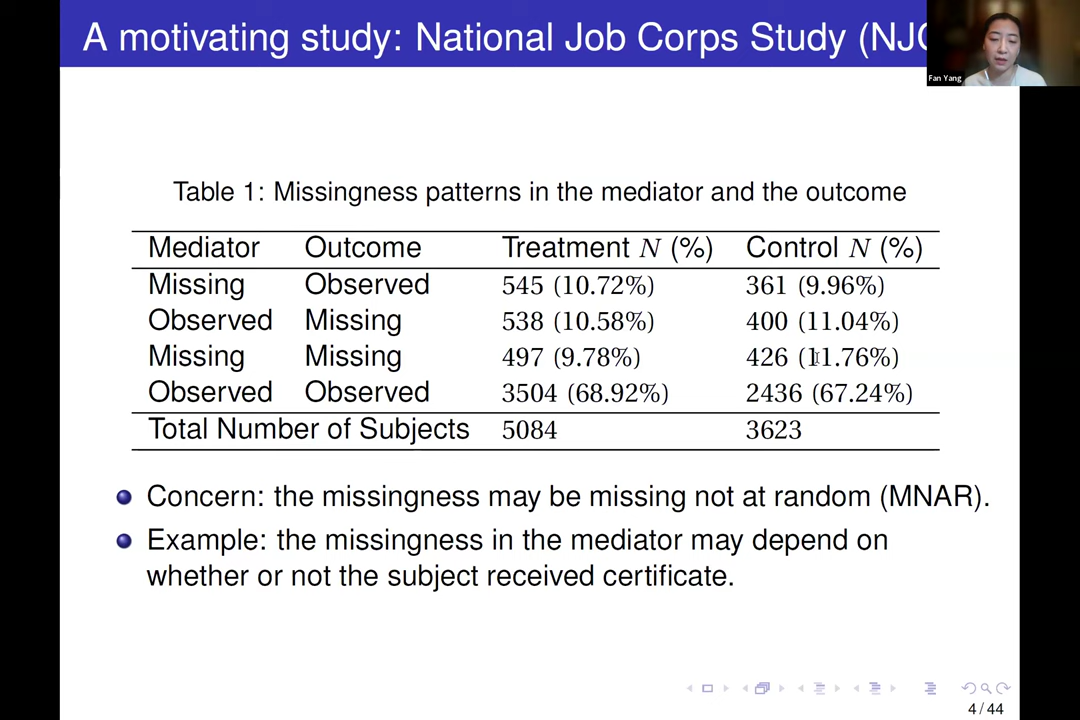 A motivating study: National Job Corps Study (NJC
Fan Yang
Table 1: Missingness patterns in the mediator and the outcome
Mediator Outcome Treatment N (%) Control N (%)
Missing Observed 545 (10.72%) 361 (9.96%)
Observed Missing 538 (10.58%) 400 (11.04%)
Missing Missing 497 (9.78%) 426 (11.76%)
Observed Observed 3504 (68.92%) 2436 (67.24%)
Total Number of Subjects 5084 3623
Concern: the missingness may be missing not at random (MNAR).
Example: the missingness in the mediator may depend on
whether or not the subject received certificate.
4 / 44